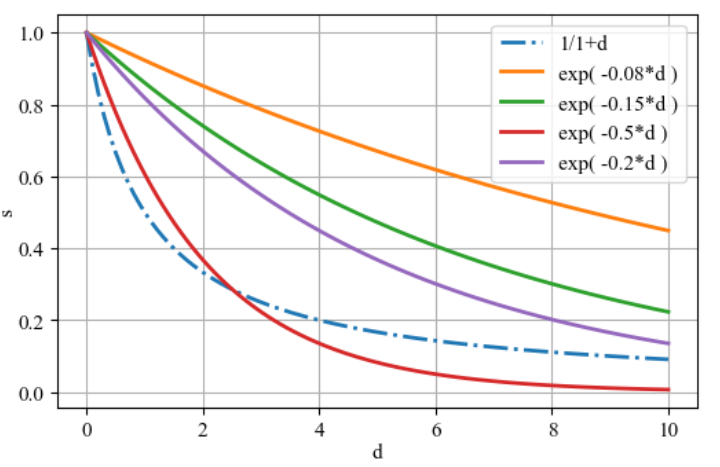 1.0
0.8
0.6
0.4
0.2
0.0
s
1/1+d
exp( -0.08*d )
exp( -0.15*d )
exp( -0.5*d )
exp( -0.2*d )
0 2 4 6 8 10
d